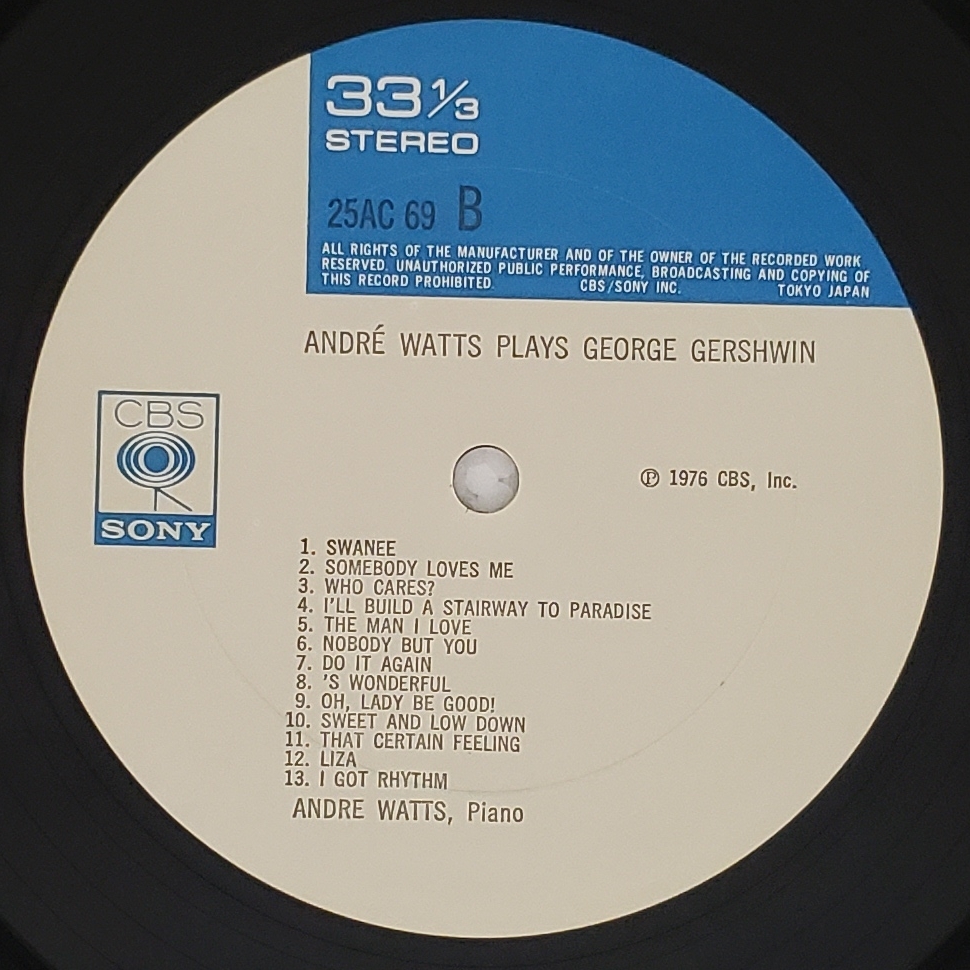 33 1/3
STEREO
25AC 69 B
ALL RIGHTS OF THE MANUFACTURER AND OF THE OWNER OF THE RECORDED WORK
RESERVED. UNAUTHORIZED PUBLIC PERFORMANCE, BROADCASTING AND COPYING OF
THIS RECORD PROHIBITED. CBS/SONY INC. TOKYO JAPAN
ANDRÉ WATTS PLAYS GEORGE GERSHWIN
CBS
SONY
℗ 1976 CBS, Inc.
1. SWANEE
2. SOMEBODY LOVES ME
3. WHO CARES?
4. I'LL BUILD A STAIRWAY TO PARADISE
5. THE MAN I LOVE
6. NOBODY BUT YOU
7. DO IT AGAIN
8. 'S WONDERFUL
9. OH, LADY BE GOOD!
10. SWEET AND LOW DOWN
11. THAT CERTAIN FEELING
12. LIZA
13. I GOT RHYTHM
ANDRE WATTS, Piano